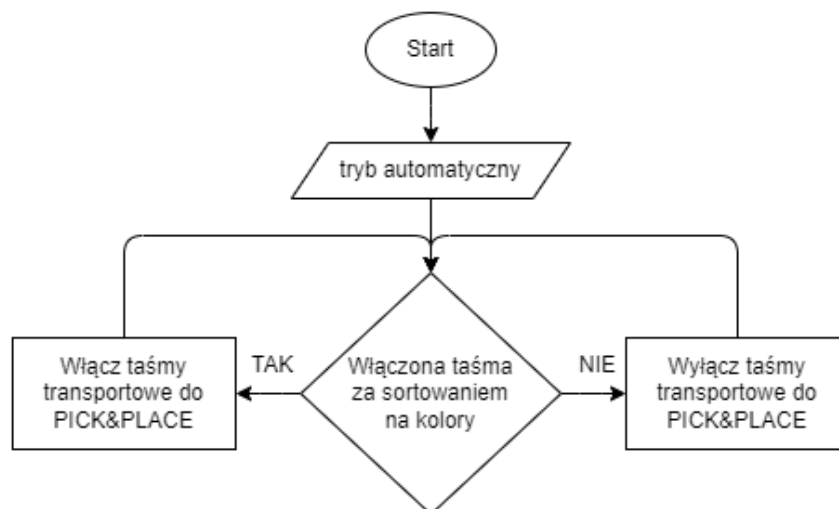 Start
tryb automatyczny
Włącz taśmy
transportowe do
PICK&PLACE
TAK
Włączona taśma
za sortowaniem
na kolory
NIE
Wyłącz taśmy
transportowe do
PICK&PLACE